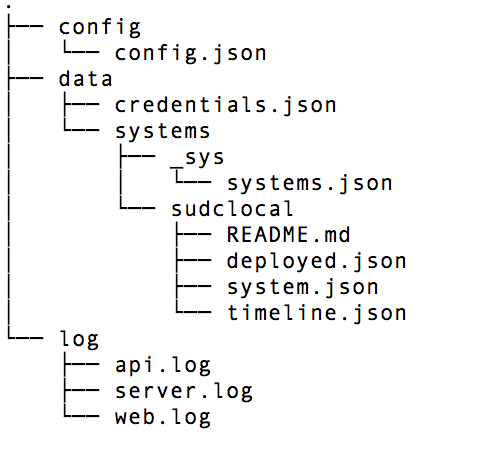 .
├── config
│   └── config.json
├── data
│   ├── credentials.json
│   └── systems
│       ├── _sys
│       │   └── systems.json
│       └── sudclocal
│           ├── README.md
│           ├── deployed.json
│           ├── system.json
│           └── timeline.json
└── log
    ├── api.log
    ├── server.log
    └── web.log